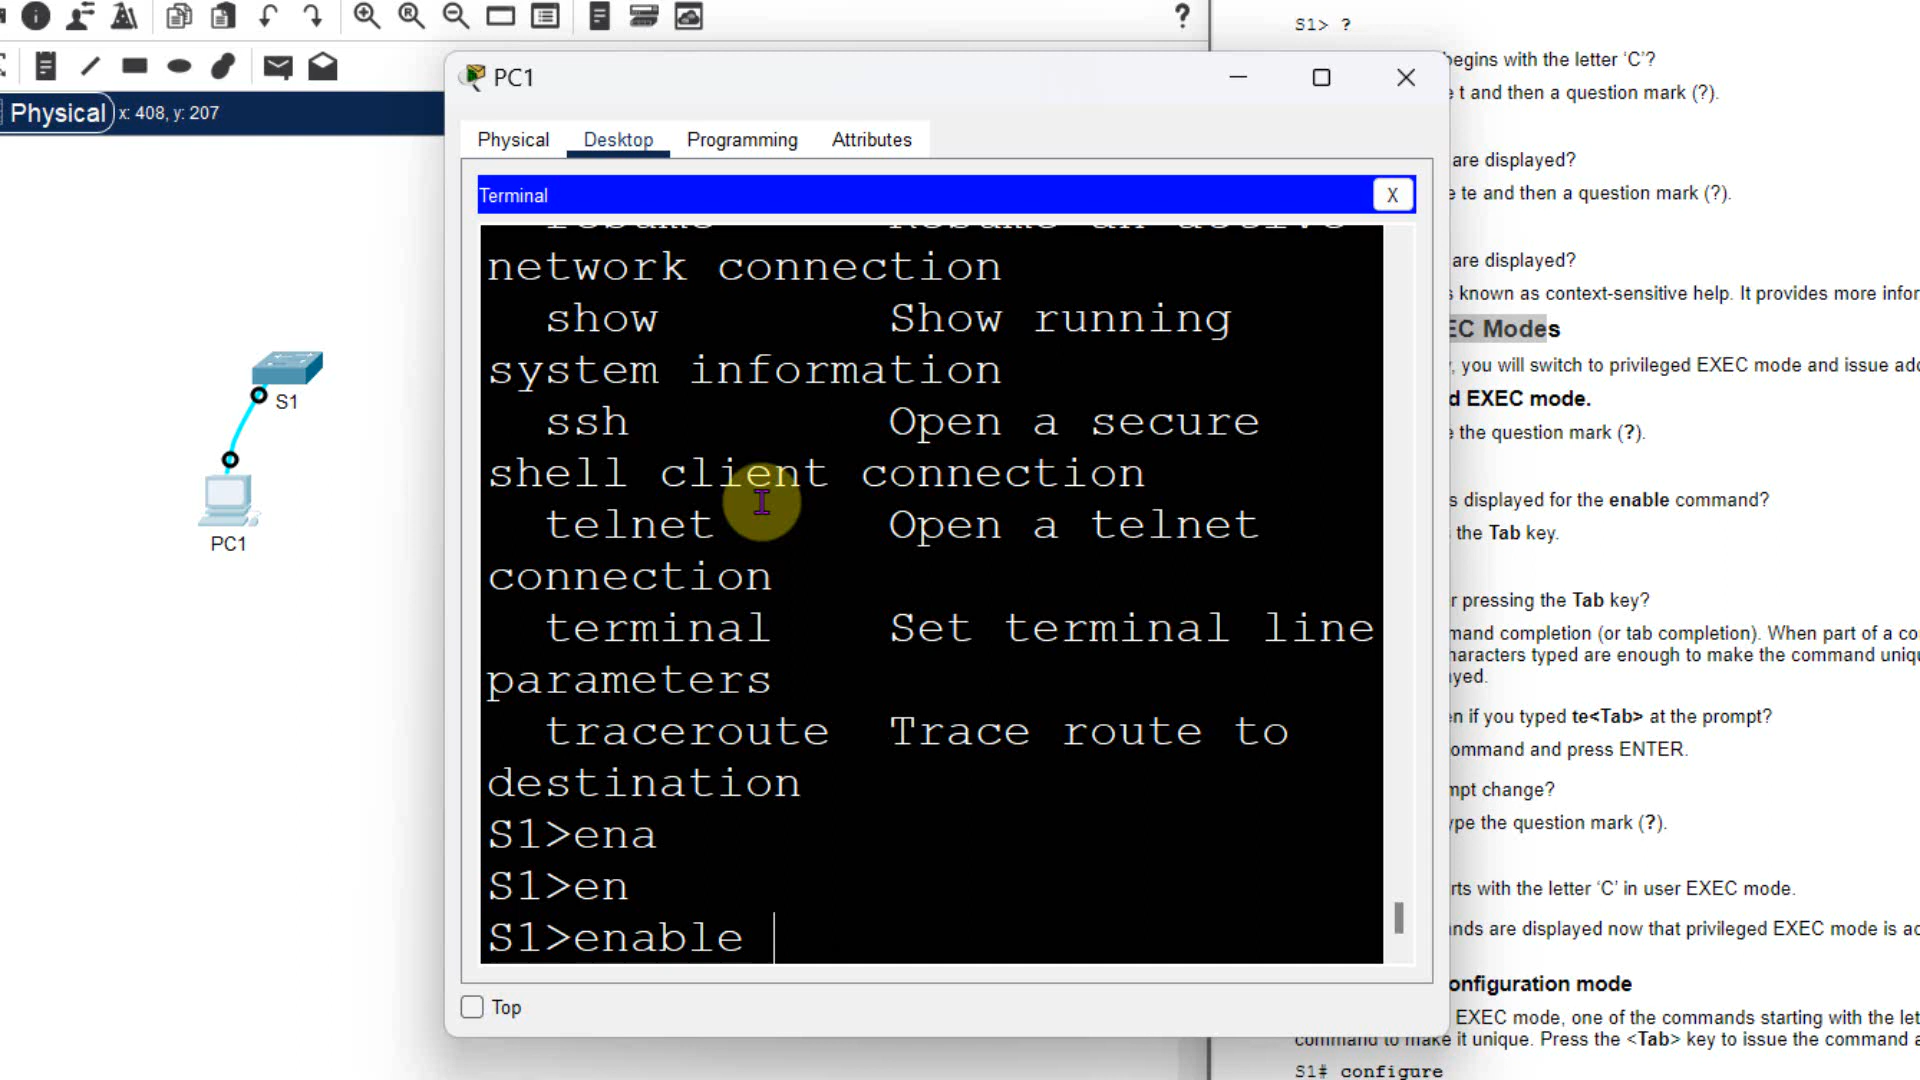 Physical x: 408, y: 207
S1
PC1
PC1
Physical Desktop Programming Attributes
Terminal X
network connection
show Show running
system information
ssh Open a secure
shell client connection
telnet Open a telnet
connection
terminal Set terminal line
parameters
traceroute Trace route to
destination
S1>ena
S1>en
S1>enable
Top
S1> ?
begins with the letter ‘C’?
t and then a question mark (?).
are displayed?
te and then a question mark (?).
are displayed?
known as context-sensitive help. It provides more
EC Modes
, you will switch to privileged EXEC mode and issue
d EXEC mode.
the question mark (?).
displayed for the enable command?
the Tab key.
r pressing the Tab key?
mand completion (or tab completion). When part of a
characters typed are enough to make the command
yed.
n if you typed te<Tab> at the prompt?
ommand and press ENTER.
mpt change?
ype the question mark (?).
rts with the letter ‘C’ in user EXEC mode.
nds are displayed now that privileged EXEC mode is
onfiguration mode
EXEC mode, one of the commands starting with the
command to make it unique. Press the <Tab> key to issue the command
S1# configure